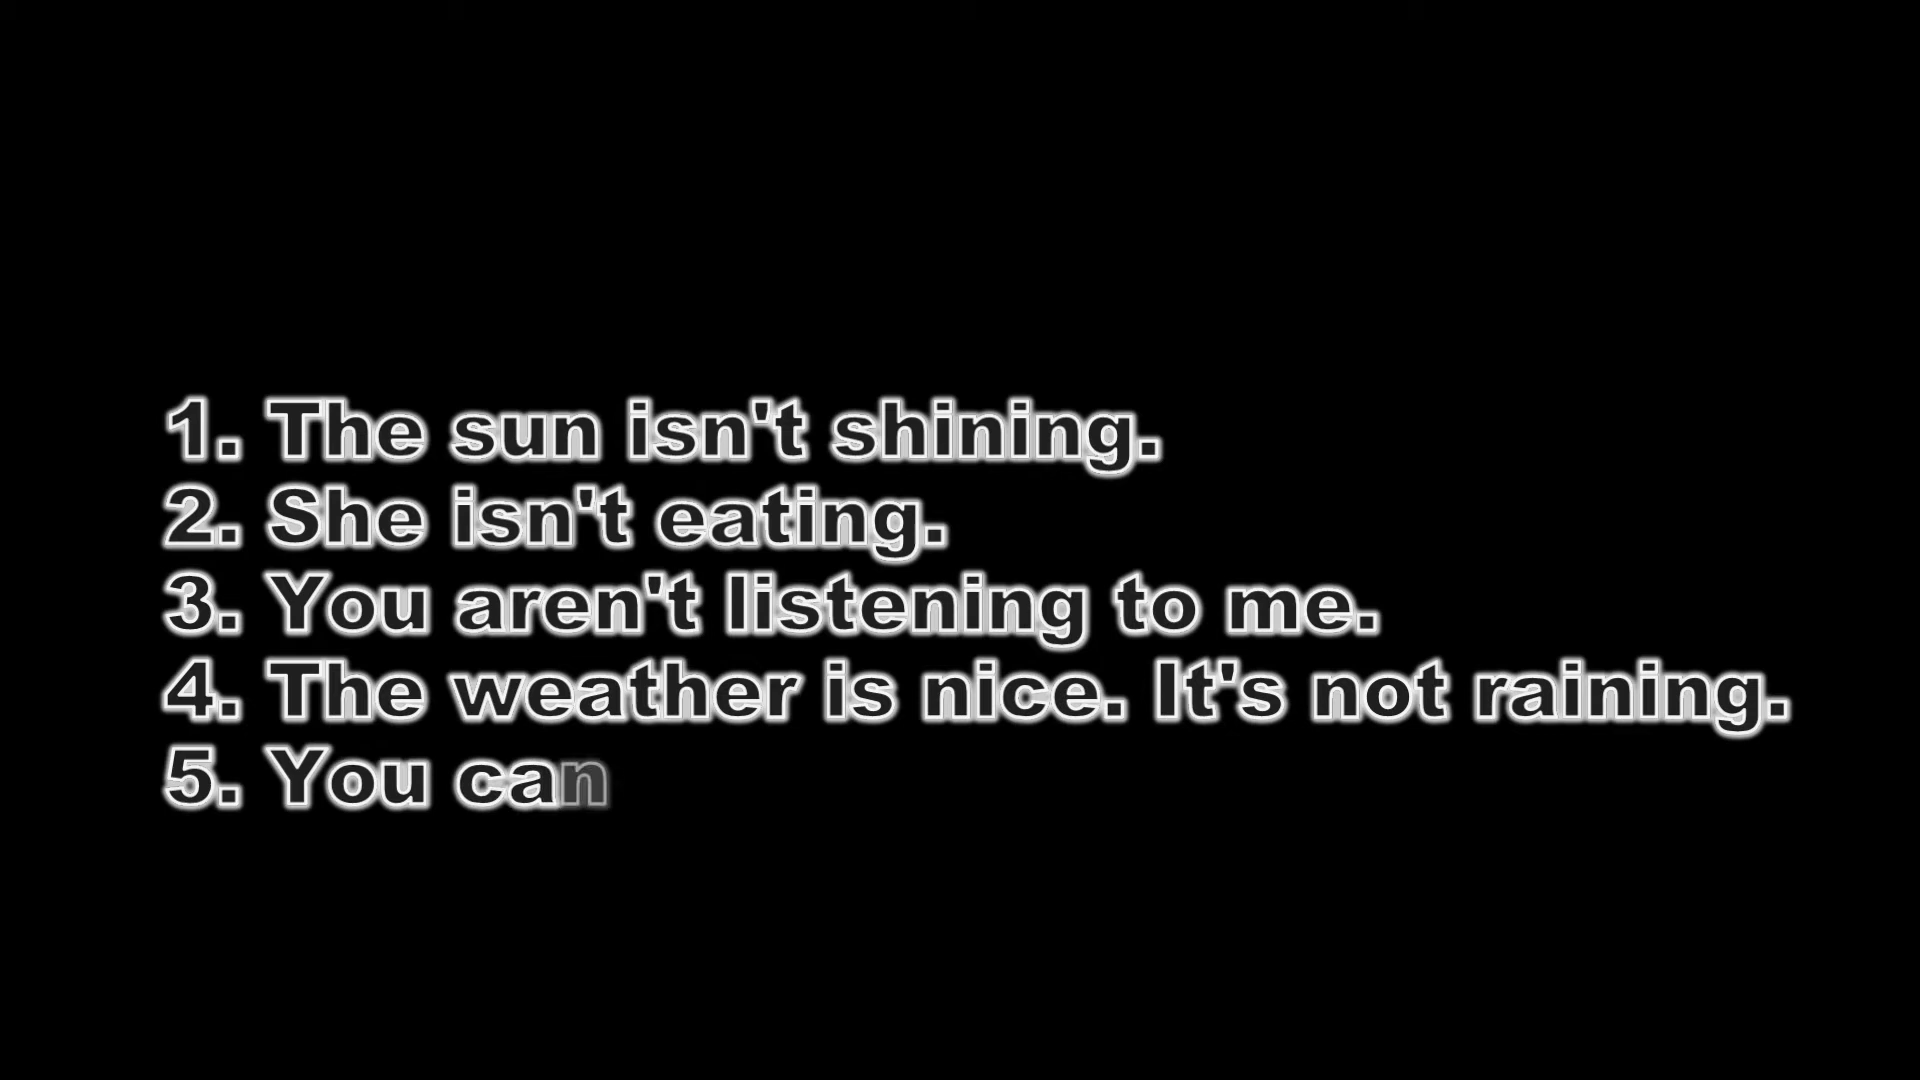 1. The sun isn't shining.
2. She isn't eating.
3. You aren't listening to me.
4. The weather is nice. It's not raining.
5. You can